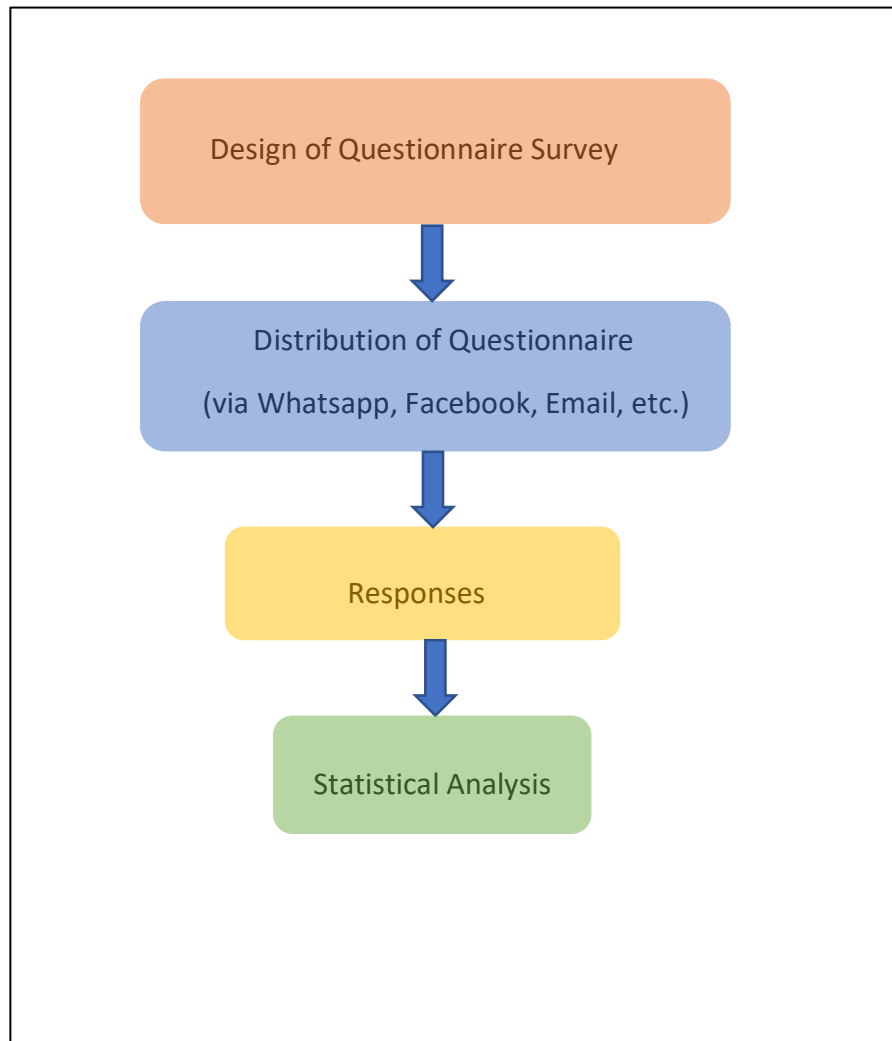 Design of Questionnaire Survey
Distribution of Questionnaire
(via Whatsapp, Facebook, Email, etc.)
Responses
Statistical Analysis